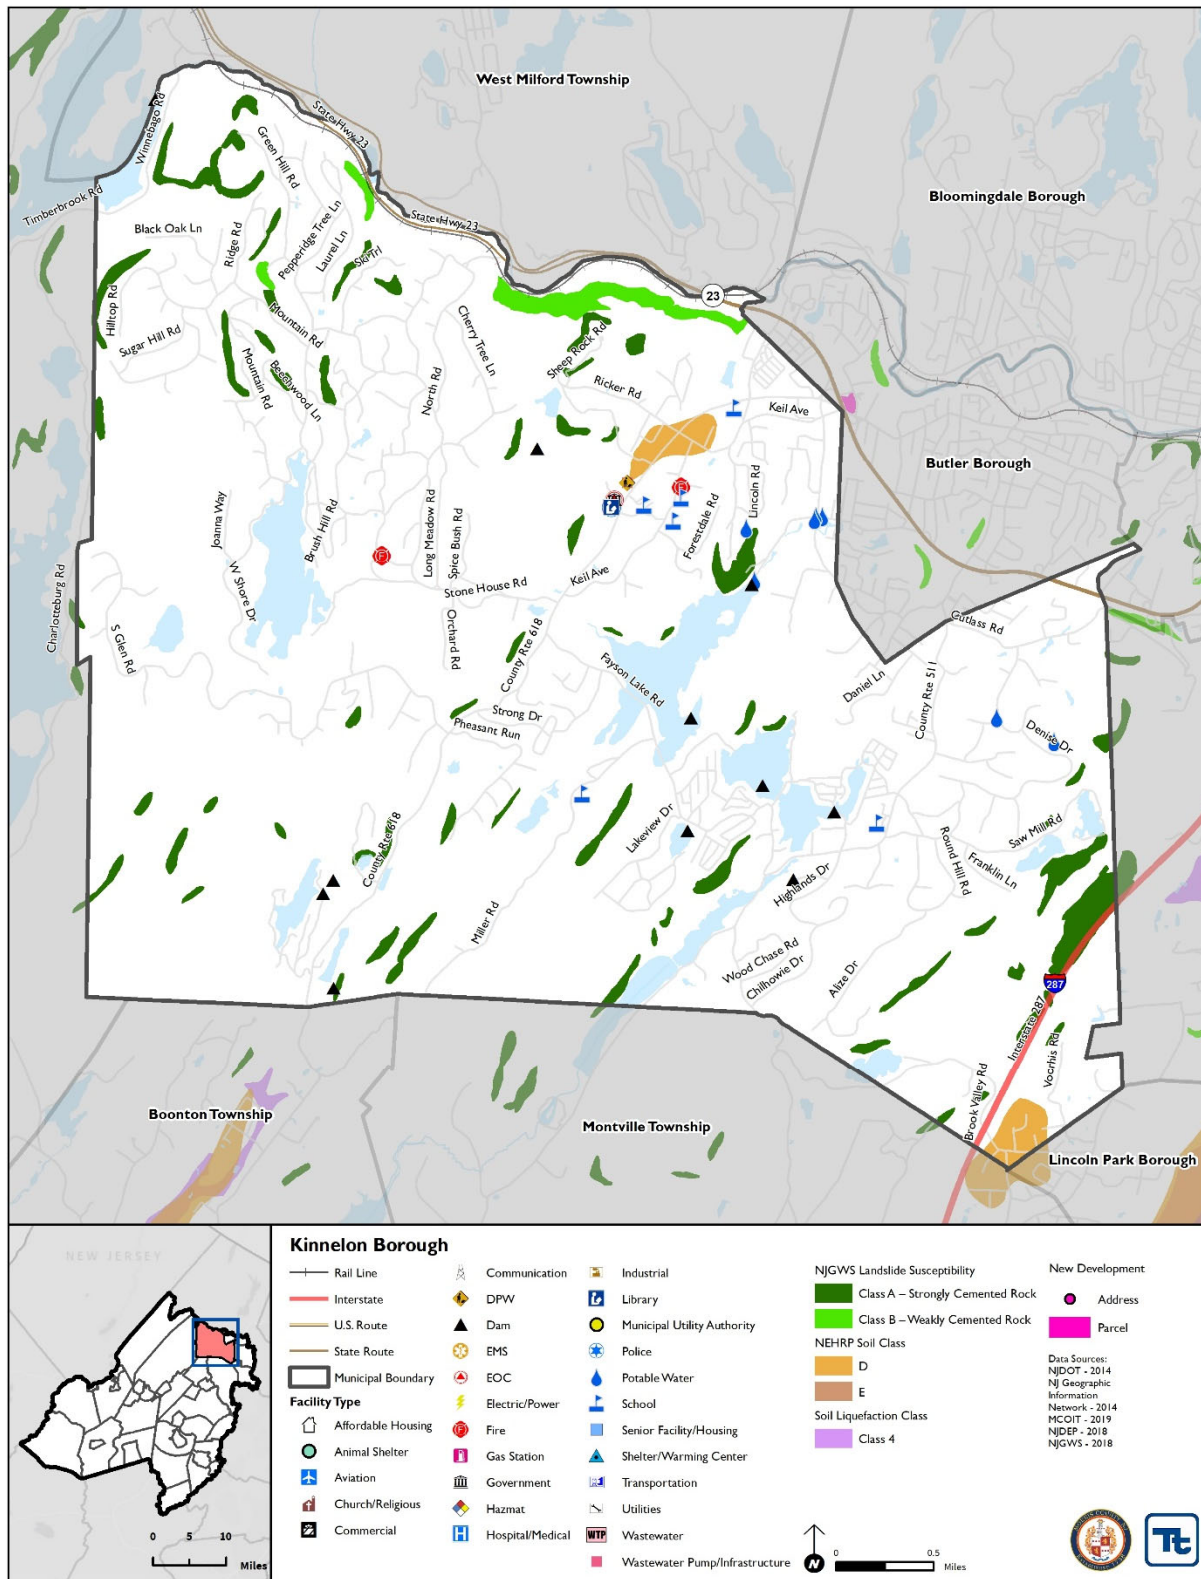 West Milford Township
State Hwy 23
Winnebago Rd
Green Hill Rd
Timberbrook Rd
Bloomingdale Borough
State Hwy 23
Black Oak Ln
Ridge Rd
Pepperidge Tree Ln
Laurel Ln
Ski Trl
23
Hilltop Rd
Mountain Rd
Sugar Hill Rd
Cherry Tree Ln
Sheep Rock Rd
Mountain Rd
Beechwood Ln
North Rd
Ricker Rd
Keil Ave
Butler Borough
Lincoln Rd
Joanna Way
Brush Hill Rd
Long Meadow Rd
Spice Bush Rd
Forestdale Rd
Charlotteburg Rd
W Shore Dr
Stone House Rd
Keil Ave
S Glen Rd
Orchard Rd
County Rte 618
Cutlass Rd
Fayson Lake Rd
Daniel Ln
County Rte 511
Strong Dr
Pheasant Run
Denise Dr
County Rte 618
Lakeview Dr
Saw Mill Rd
Round Hill Rd
Franklin Ln
Highlands Dr
Miller Rd
Wood Chase Rd
Chilhowie Dr
Alize Dr
287
Interstate 287
Voorhis Rd
Brook Valley Rd
Boonton Township
Montville Township
Lincoln Park Borough
NEW JERSEY
0 5 10
Miles
Kinnelon Borough
Rail Line
Interstate
U.S. Route
State Route
Municipal Boundary
Facility Type
Affordable Housing
Animal Shelter
Aviation
Church/Religious
Commercial
Communication
DPW
Dam
EMS
EOC
Electric/Power
F Fire
Gas Station
Government
Hazmat
H Hospital/Medical
Industrial
Library
Municipal Utility Authority
Police
Potable Water
School
Senior Facility/Housing
Shelter/Warming Center
Transportation
Utilities
WTP Wastewater
Wastewater Pump/Infrastructure
NJGWS Landslide Susceptibility
Class A – Strongly Cemented Rock
Class B – Weakly Cemented Rock
NEHRP Soil Class
D
E
Soil Liquefaction Class
Class 4
New Development
Address
Parcel
Data Sources:
NJDOT - 2014
NJ Geographic
Information
Network - 2014
MCOIT - 2019
NJDEP - 2018
NJGWS - 2018
N
0 0.5
Miles
Tt